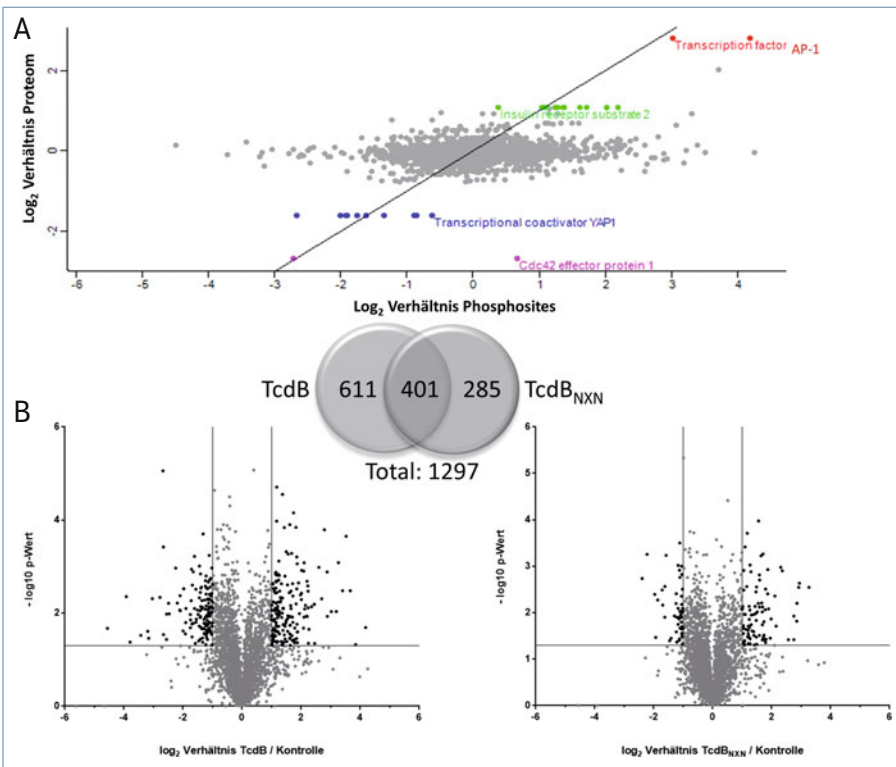 A
Log₂ Verhältnis Proteom
2
0
-2
Transcription factor AP-1
Insulin receptor substrate 2
Transcriptional coactivator YAP1
Cdc42 effector protein 1
-6 -5 -4 -3 -2 -1 0 1 2 3 4
Log₂ Verhältnis Phosphosites
TcdB 611 401 285 TcdB_NXN
Total: 1297
B
6
4
2
0
- log10 p-Wert
-6 -4 -2 0 2 4 6
log₂ Verhältnis TcdB / Kontrolle
6
5
4
3
2
1
0
- log10 p-Wert
-6 -4 -2 0 2 4 6
log₂ Verhältnis TcdB_NXN / Kontrolle